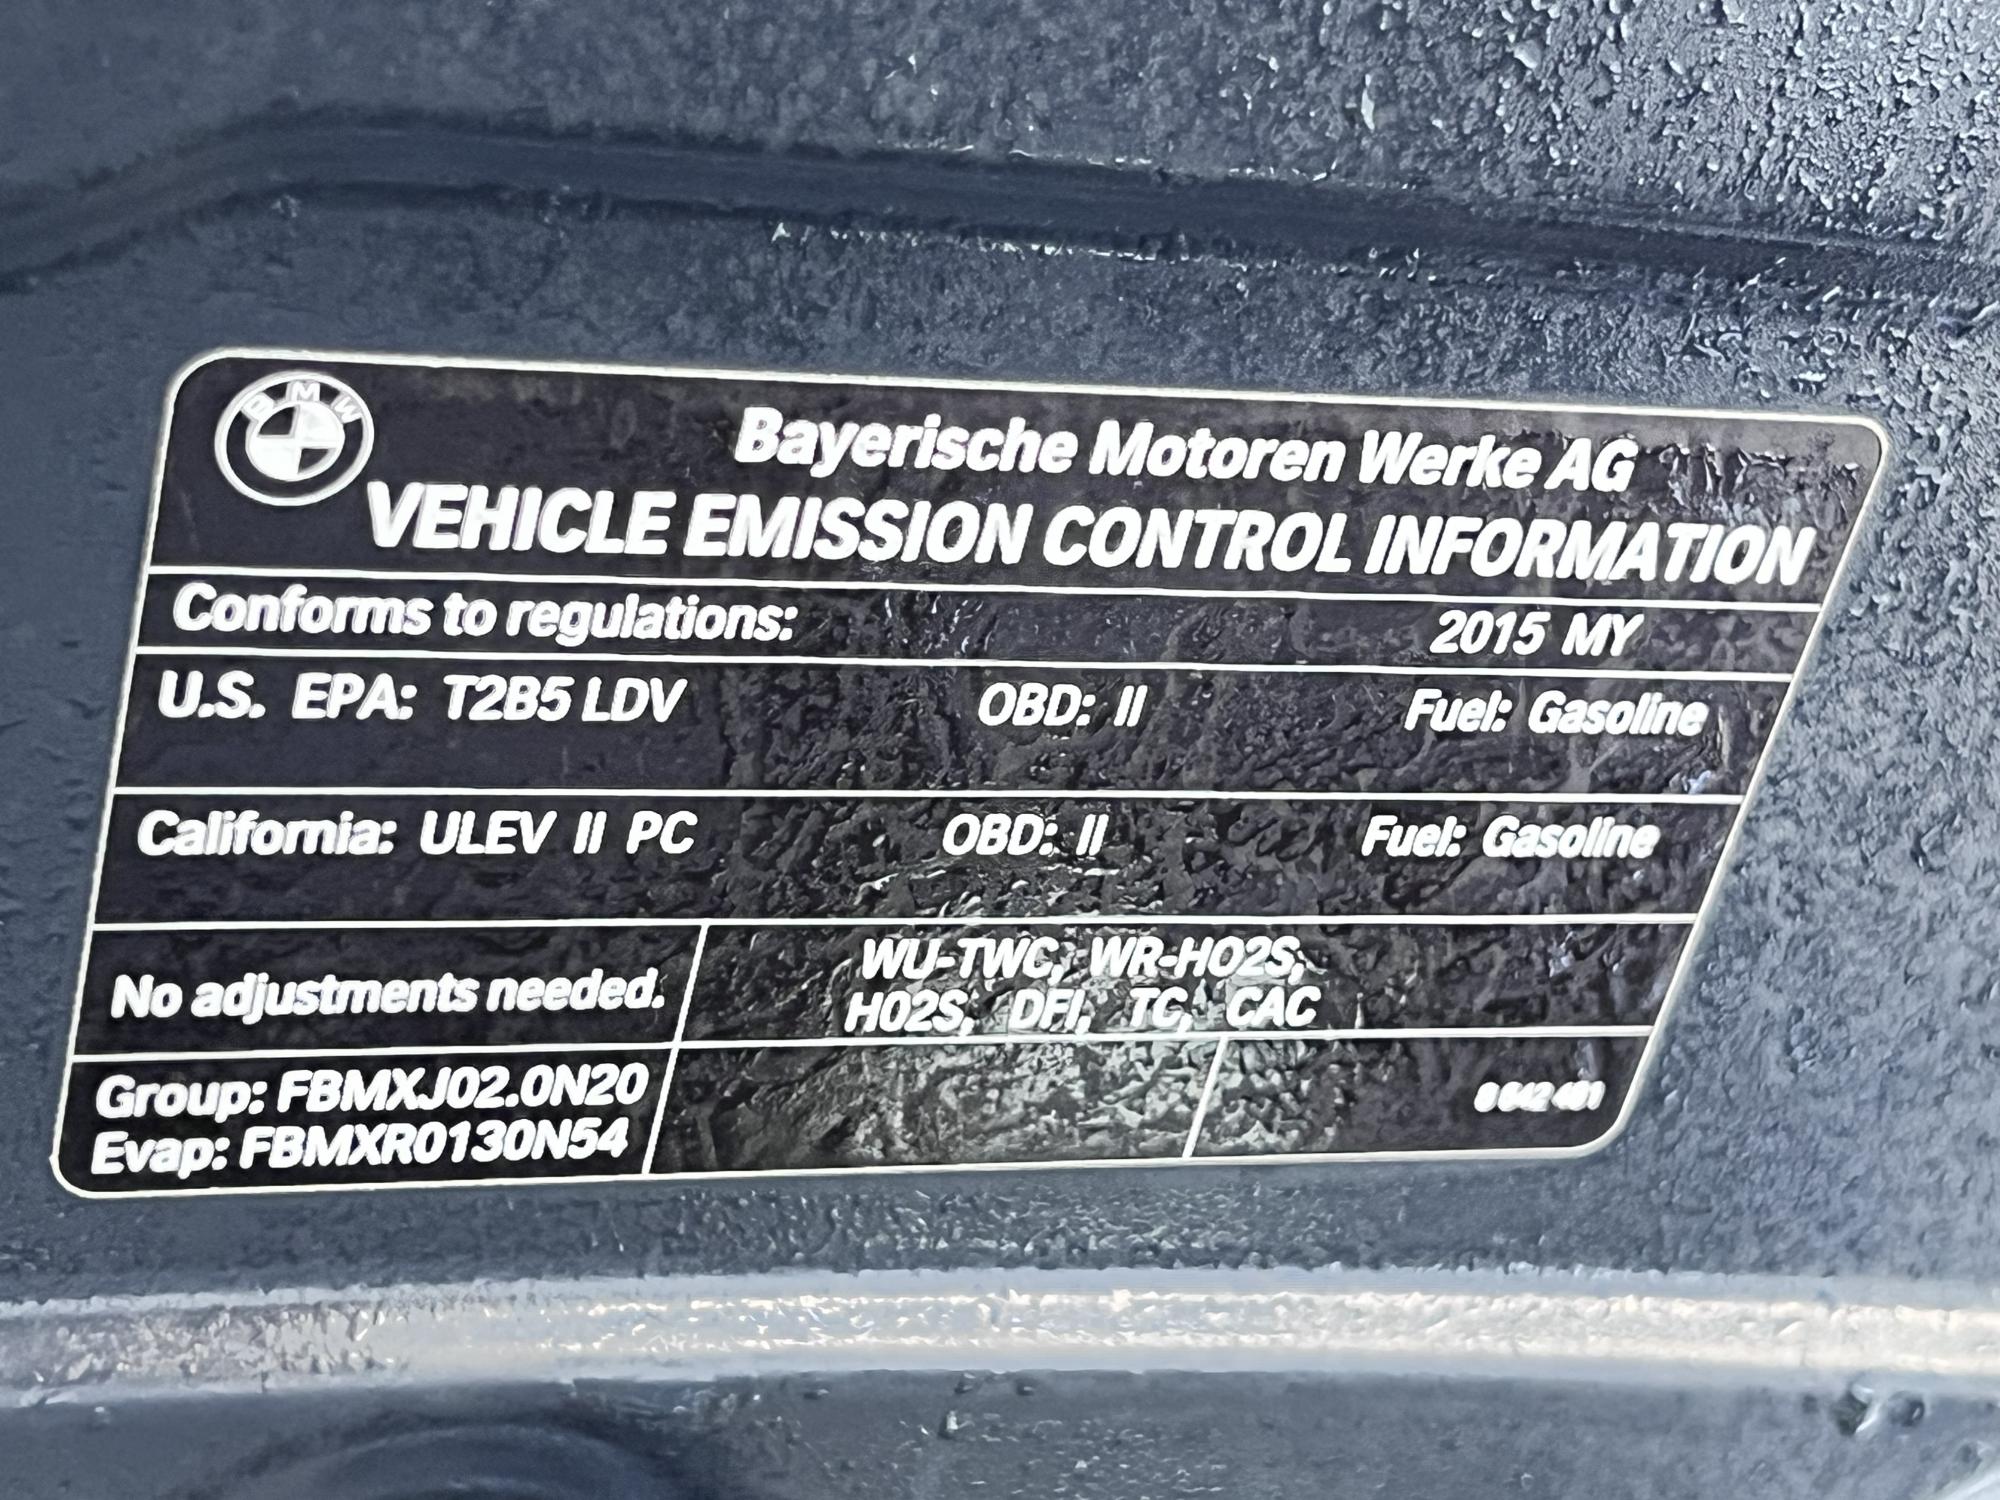 BMW
Bayerische Motoren Werke AG
VEHICLE EMISSION CONTROL INFORMATION
Conforms to regulations: 2015 MY
U.S. EPA: T2B5 LDV OBD: II Fuel: Gasoline
California: ULEV II PC OBD: II Fuel: Gasoline
No adjustments needed.
WU-TWC, WR-HO2S,
HO2S, DFI, TC, CAC
Group: FBMXJ02.0N20
Evap: FBMXR0130N54